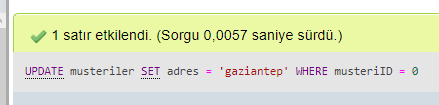 1 satır etkilendi. (Sorgu 0,0057 saniye sürdü.)
UPDATE musteriler SET adres = 'gaziantep' WHERE musteriID = 0